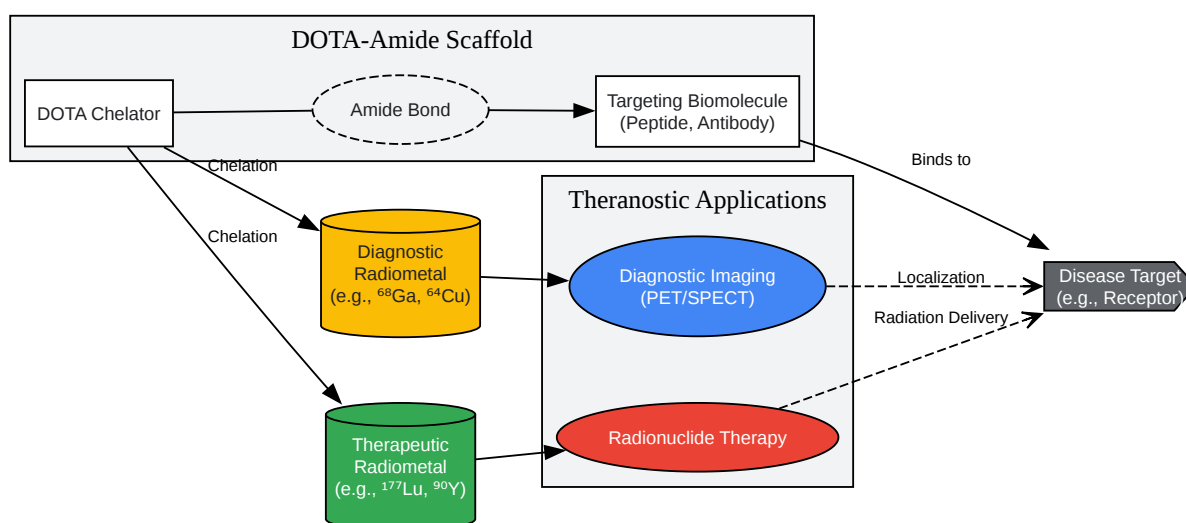 DOTA-Amide Scaffold
DOTA Chelator
Amide Bond
Targeting Biomolecule
(Peptide, Antibody)
Chelation
Binds to
Chelation
Theranostic Applications
Diagnostic
Radiometal
(e.g., ⁶⁸Ga, ⁶⁴Cu)
Diagnostic Imaging
(PET/SPECT)
Localization
Disease Target
(e.g., Receptor)
Radiation Delivery
Therapeutic
Radiometal
(e.g., ¹⁷⁷Lu, ⁹⁰Y)
Radionuclide Therapy